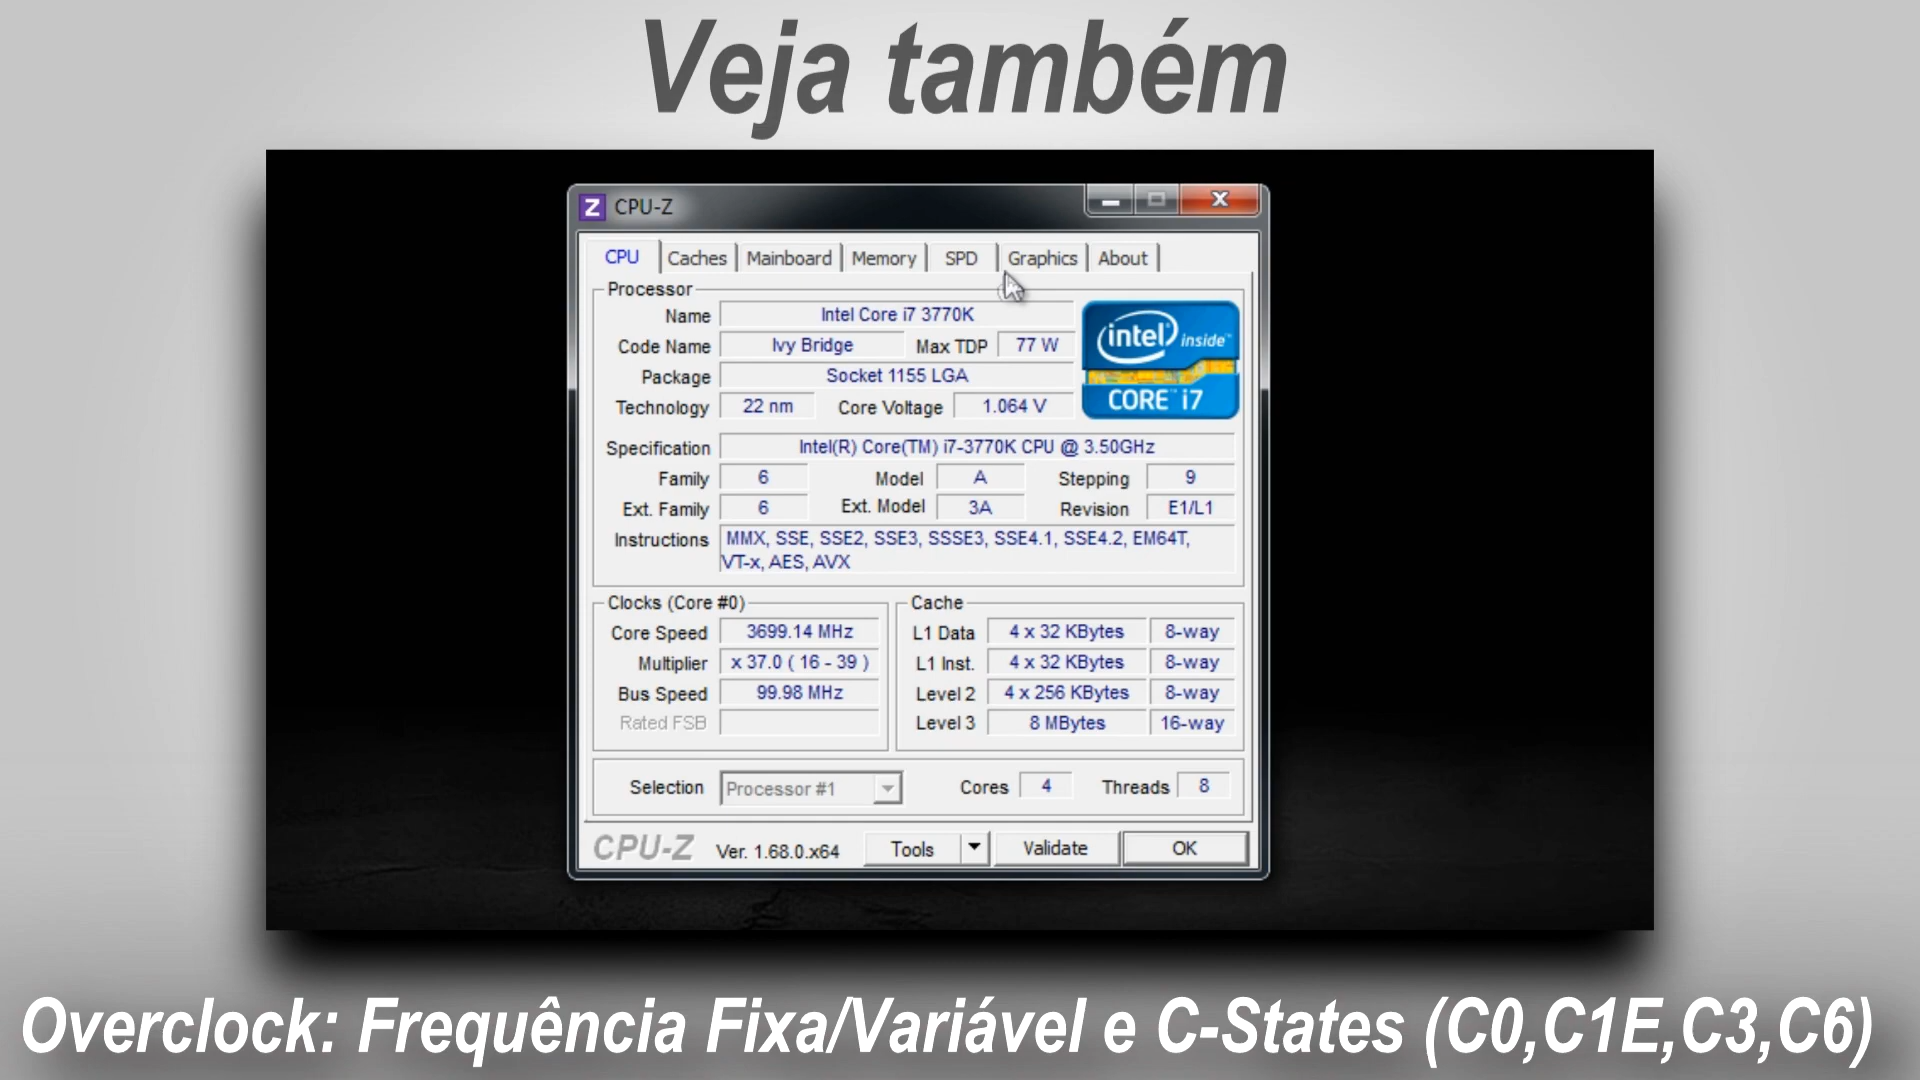 Veja também
Z CPU-Z
CPU Caches Mainboard Memory SPD Graphics About
Processor
Name Intel Core i7 3770K
Code Name Ivy Bridge Max TDP 77 W
Package Socket 1155 LGA
Technology 22 nm Core Voltage 1.064 V
intel inside™
CORE™ i7
Specification Intel(R) Core(TM) i7-3770K CPU @ 3.50GHz
Family 6 Model A Stepping 9
Ext. Family 6 Ext. Model 3A Revision E1/L1
Instructions MMX, SSE, SSE2, SSE3, SSSE3, SSE4.1, SSE4.2, EM64T,
VT-x, AES, AVX
Clocks (Core #0)
Core Speed 3699.14 MHz
Multiplier x 37.0 ( 16 - 39 )
Bus Speed 99.98 MHz
Rated FSB
Cache
L1 Data 4 x 32 KBytes 8-way
L1 Inst. 4 x 32 KBytes 8-way
Level 2 4 x 256 KBytes 8-way
Level 3 8 MBytes 16-way
Selection Processor #1 Cores 4 Threads 8
CPU-Z Ver. 1.68.0.x64 Tools Validate OK
Overclock: Frequência Fixa/Variável e C-States (C0,C1E,C3,C6)